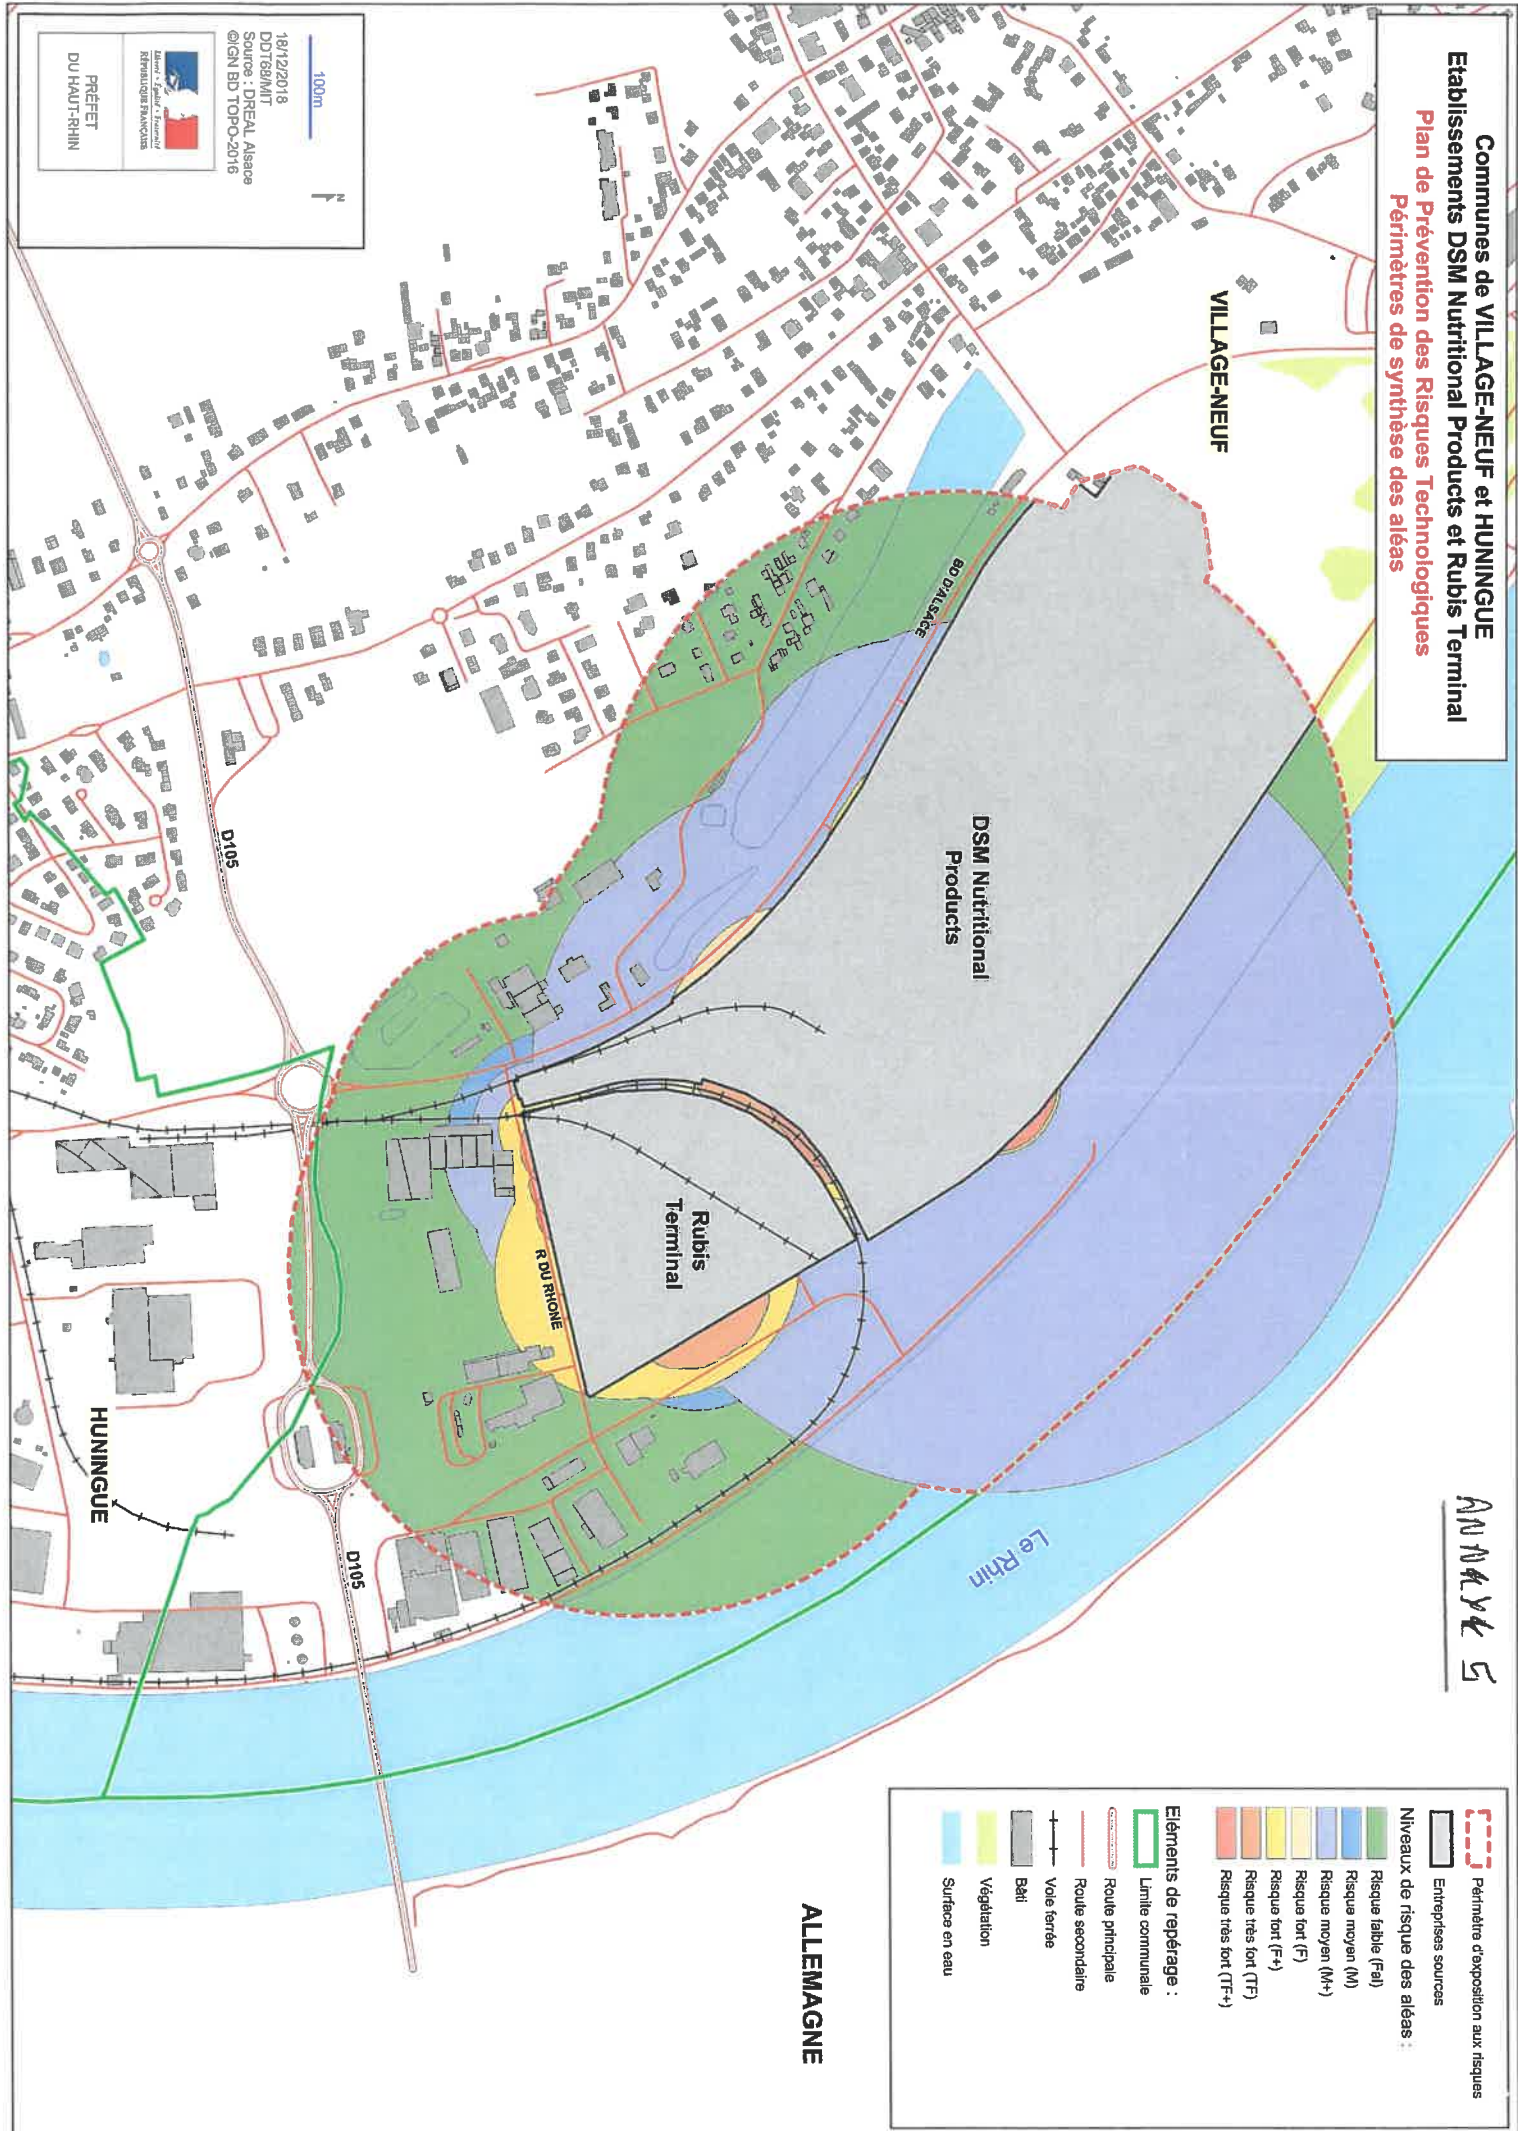 Communes de VILLAGE-NEUF et HUNINGUE
Etablissements DSM Nutritional Products et Rubis Terminal
Plan de Prévention des Risques Technologiques
Périmètres de synthèse des aléas
ANNEXE 5
VILLAGE-NEUF
BD D'ALSACE
DSM Nutritional
Products
Le Rhin
Rubis
Terminal
R DU RHONE
D105
D105
HUNINGUE
ALLEMAGNE
Périmètre d'exposition aux risques
Entreprises sources
Niveaux de risque des aléas :
Risque faible (Fai)
Risque moyen (M)
Risque moyen (M+)
Risque fort (F)
Risque fort (F+)
Risque très fort (TF)
Risque très fort (TF+)
Eléments de repérage :
Limite communale
Route principale
Route secondaire
Voie ferrée
Bâti
Végétation
Surface en eau
100m
N
18/12/2018
DDT68/MIT
Source : DREAL Alsace
©IGN BD TOPO-2016
Liberté • Égalité • Fraternité
RÉPUBLIQUE FRANÇAISE
PRÉFET
DU HAUT-RHIN